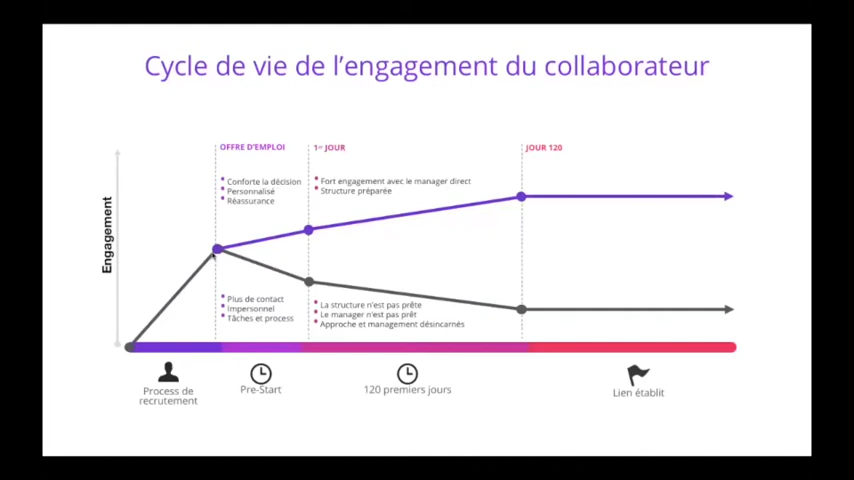 Cycle de vie de l'engagement du collaborateur
Engagement
OFFRE D'EMPLOI
Conforte la décision
Personnalisé
Réassurance
1er JOUR
Fort engagement avec le manager direct
Structure préparée
JOUR 120
Plus de contact
Impersonnel
Tâches et process
La structure n'est pas prête
Le manager n'est pas prêt
Approche et management désincarnés
Process de
recrutement
Pre-Start
120 premiers jours
Lien établit